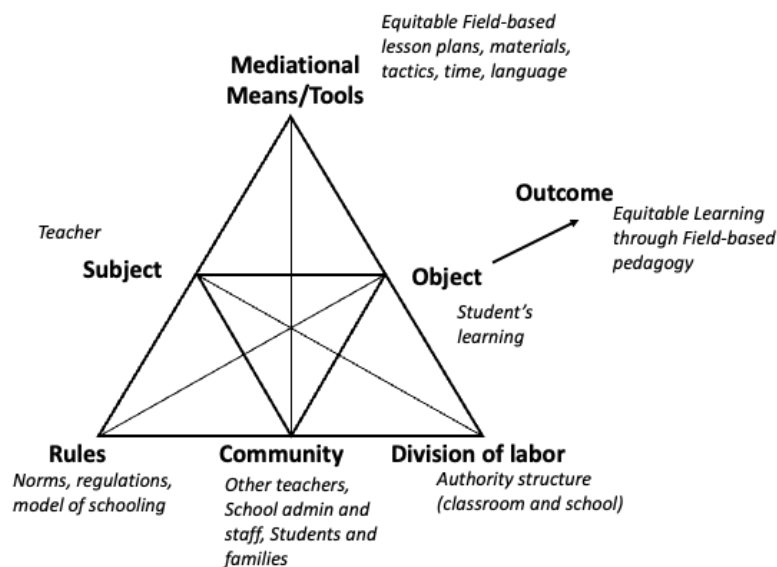 Equitable Field-based
lesson plans, materials,
tactics, time, language
Mediational
Means/Tools
Outcome
Equitable Learning
through Field-based
pedagogy
Teacher
Subject
Object
Student's
learning
Rules
Norms, regulations,
model of schooling
Community
Other teachers,
School admin and
staff, Students and
families
Division of labor
Authority structure
(classroom and school)